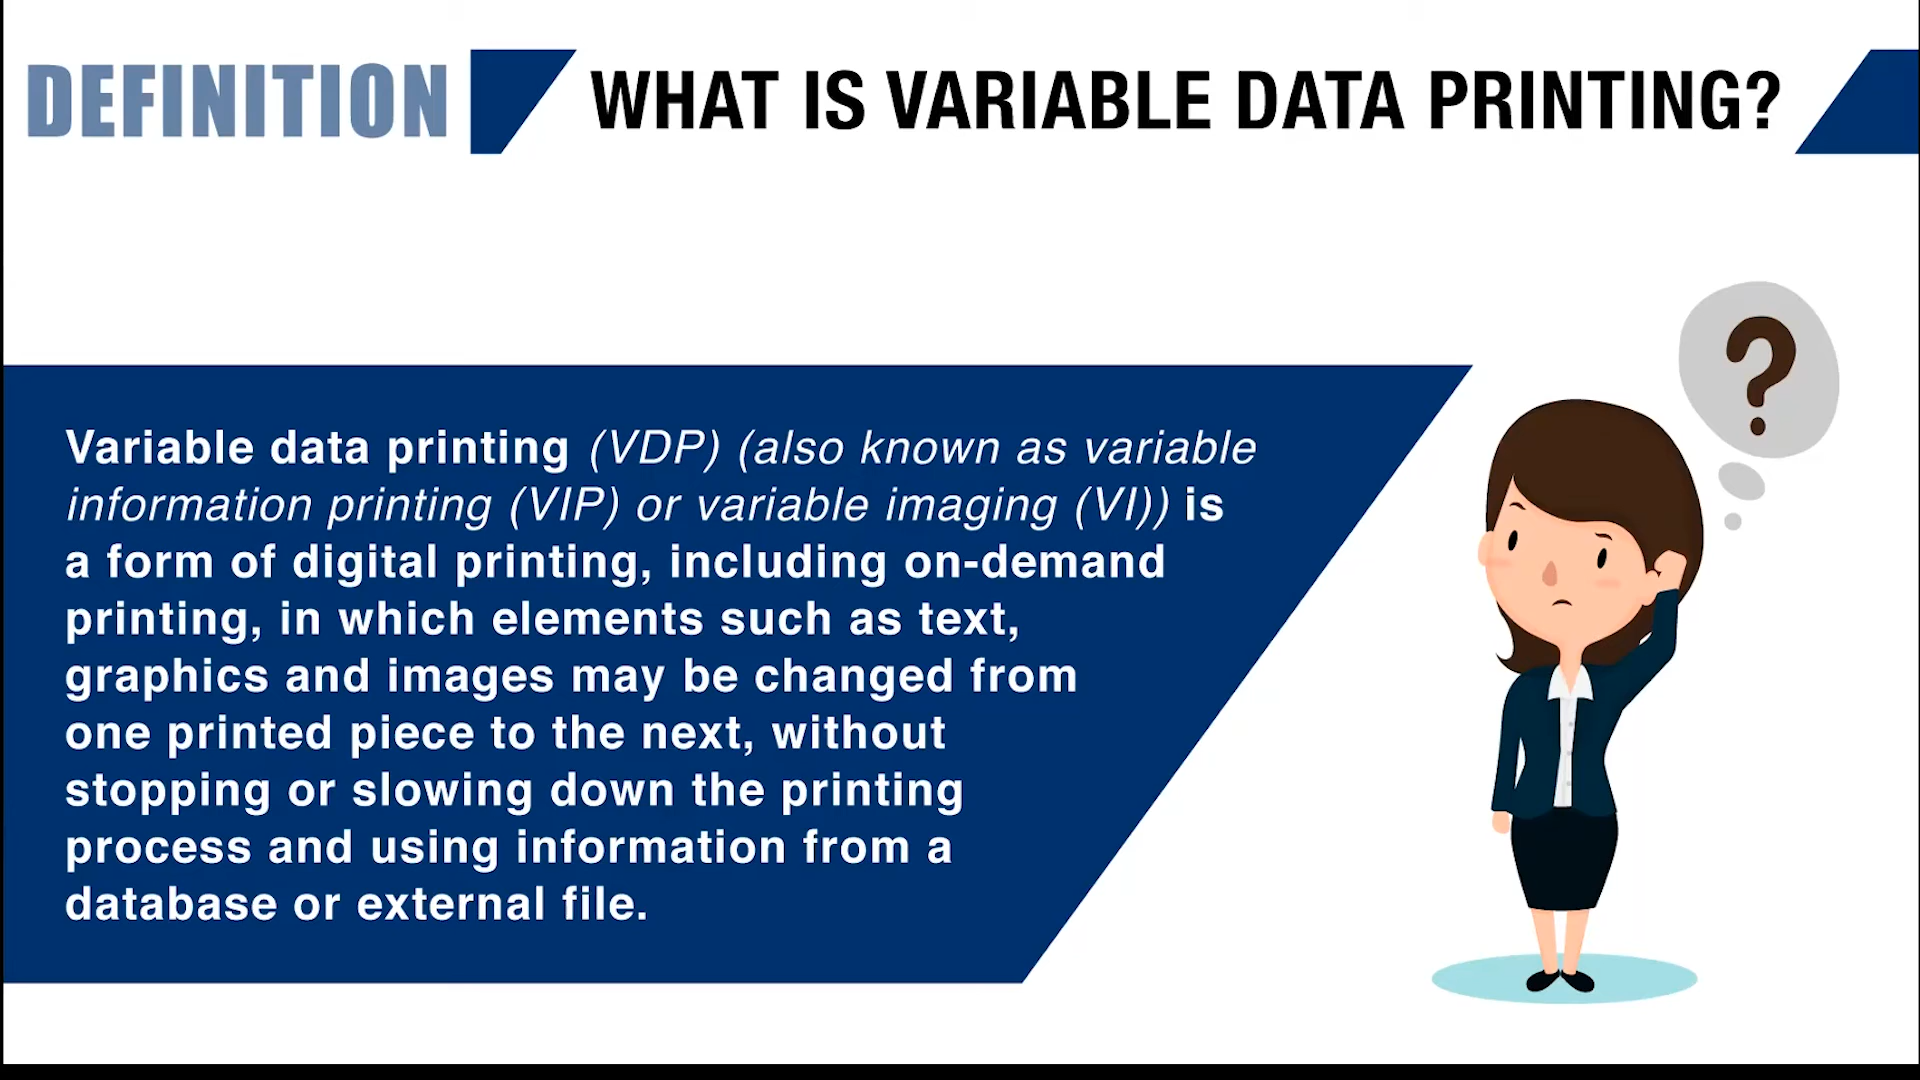 DEFINITION WHAT IS VARIABLE DATA PRINTING?
?
Variable data printing (VDP) (also known as variable
information printing (VIP) or variable imaging (VI)) is
a form of digital printing, including on-demand
printing, in which elements such as text,
graphics and images may be changed from
one printed piece to the next, without
stopping or slowing down the printing
process and using information from a
database or external file.